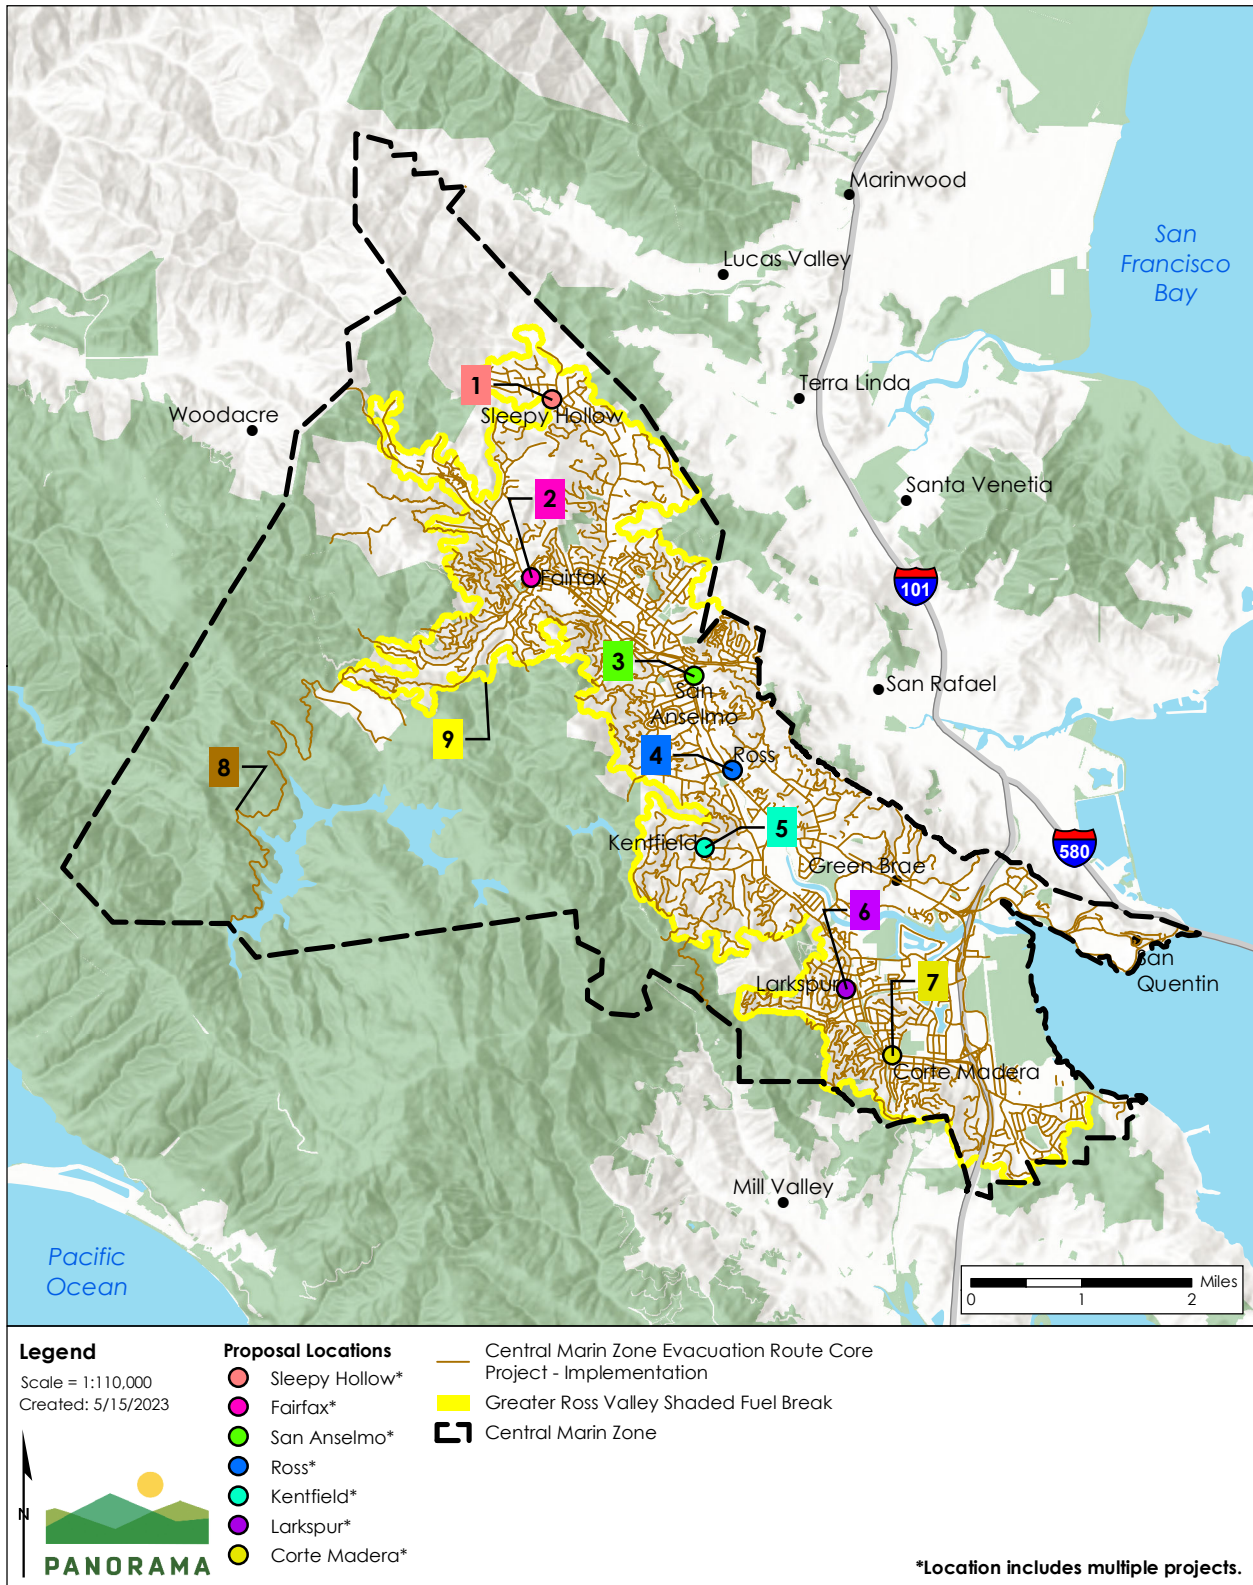 Marinwood
San
Francisco
Bay
Lucas Valley
1
Terra Linda
Woodacre
Sleepy Hollow
2
Santa Venetia
Fairfax
101
3
San
Anselmo
San Rafael
9
4
Ross
8
5
Kentfield
580
Green Brae
6
San
Quentin
Larkspur
7
Corte Madera
Mill Valley
Pacific
Ocean
Miles
0 1 2
Legend
Scale = 1:110,000
Created: 5/15/2023
N
PANORAMA
Proposal Locations
Sleepy Hollow*
Fairfax*
San Anselmo*
Ross*
Kentfield*
Larkspur*
Corte Madera*
Central Marin Zone Evacuation Route Core
Project - Implementation
Greater Ross Valley Shaded Fuel Break
Central Marin Zone
*Location includes multiple projects.